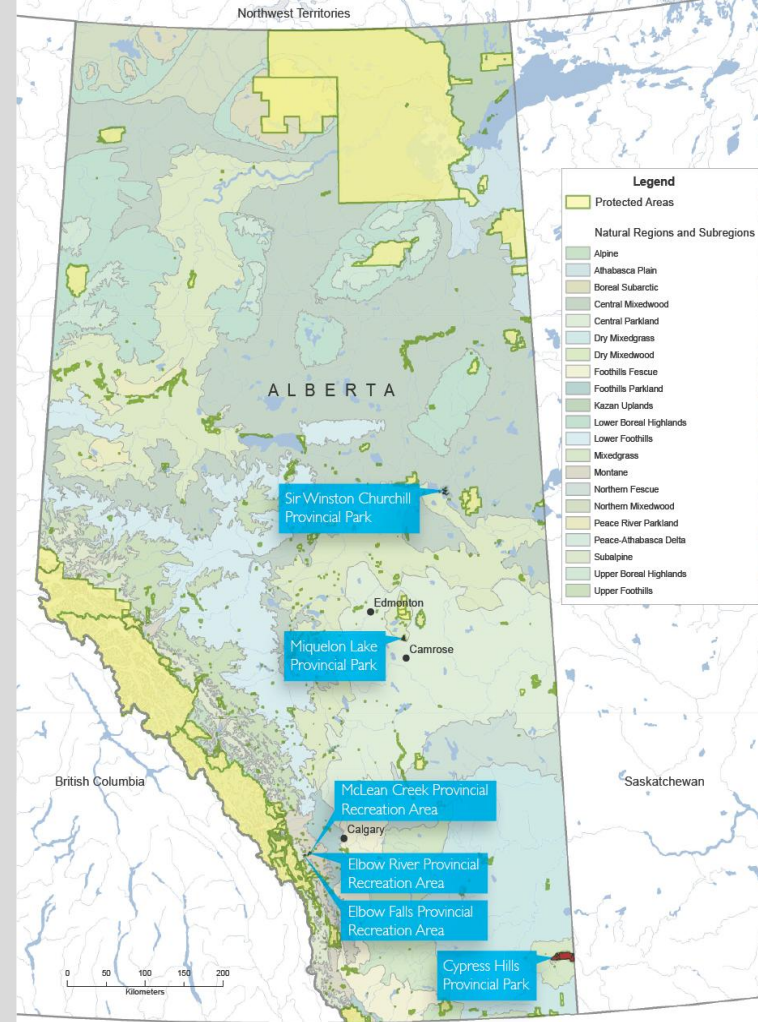 Northwest Territories
Legend
Protected Areas
Natural Regions and Subregions
Alpine
Athabasca Plain
Boreal Subarctic
Central Mixedwood
Central Parkland
Dry Mixedgrass
Dry Mixedwood
Foothills Fescue
Foothills Parkland
Kazan Uplands
Lower Boreal Highlands
Lower Foothills
Mixedgrass
Montane
Northern Fescue
Northern Mixedwood
Peace River Parkland
Peace-Athabasca Delta
Subalpine
Upper Boreal Highlands
Upper Foothills
ALBERTA
Sir Winston Churchill
Provincial Park
Edmonton
Miquelon Lake
Provincial Park
Camrose
British Columbia
Saskatchewan
McLean Creek Provincial
Recreation Area
Calgary
Elbow River Provincial
Recreation Area
Elbow Falls Provincial
Recreation Area
Cypress Hills
Provincial Park
0 50 100 150 200
Kilometers